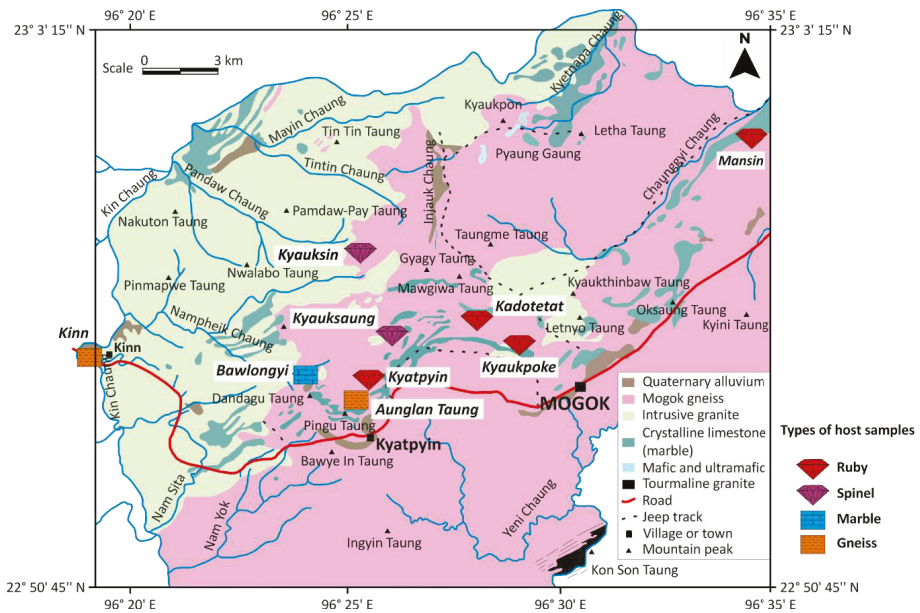 96° 20' E
96° 25' E
96° 30' E
96° 35' E
23° 3' 15'' N
23° 3' 15'' N
Scale
0
3 km
N
Kyetnapa Chaung
Mayin Chaung
Tin Tin Taung
Kyaukpon
Letha Taung
Pyaung Gaung
Chaunggyi Chaung
Mansin
Tintin Chaung
Injauk Chaung
Kin Chaung
Pandaw Chaung
Pamdaw-Pay Taung
Nakuton Taung
Taungme Taung
Kyauksin
Gyagy Taung
Nwalabo Taung
Mawgiwa Taung
Pinmapwe Taung
Kyaukthinbaw Taung
Kadotetat
Oksaung Taung
Nampheik Chaung
Kyauksaung
Letnyo Taung
Kyini Taung
Kinn
Kinn
Kyaukpoke
Bawlongyi
Kyatpyin
Kin Chaung
Dandagu Taung
Aunglan Taung
MOGOK
Pingu Taung
Kyatpyin
Bawye In Taung
Nam Sita
Nam Yok
Yeni Chaung
Ingyin Taung
Kon Son Taung
Quaternary alluvium
Mogok gneiss
Intrusive granite
Crystalline limestone
(marble)
Mafic and ultramafic
Tourmaline granite
Road
Jeep track
Village or town
Mountain peak
Types of host samples
Ruby
Spinel
Marble
Gneiss
22° 50' 45'' N
22° 50' 45'' N
96° 20' E
96° 25' E
96° 30' E
96° 35' E